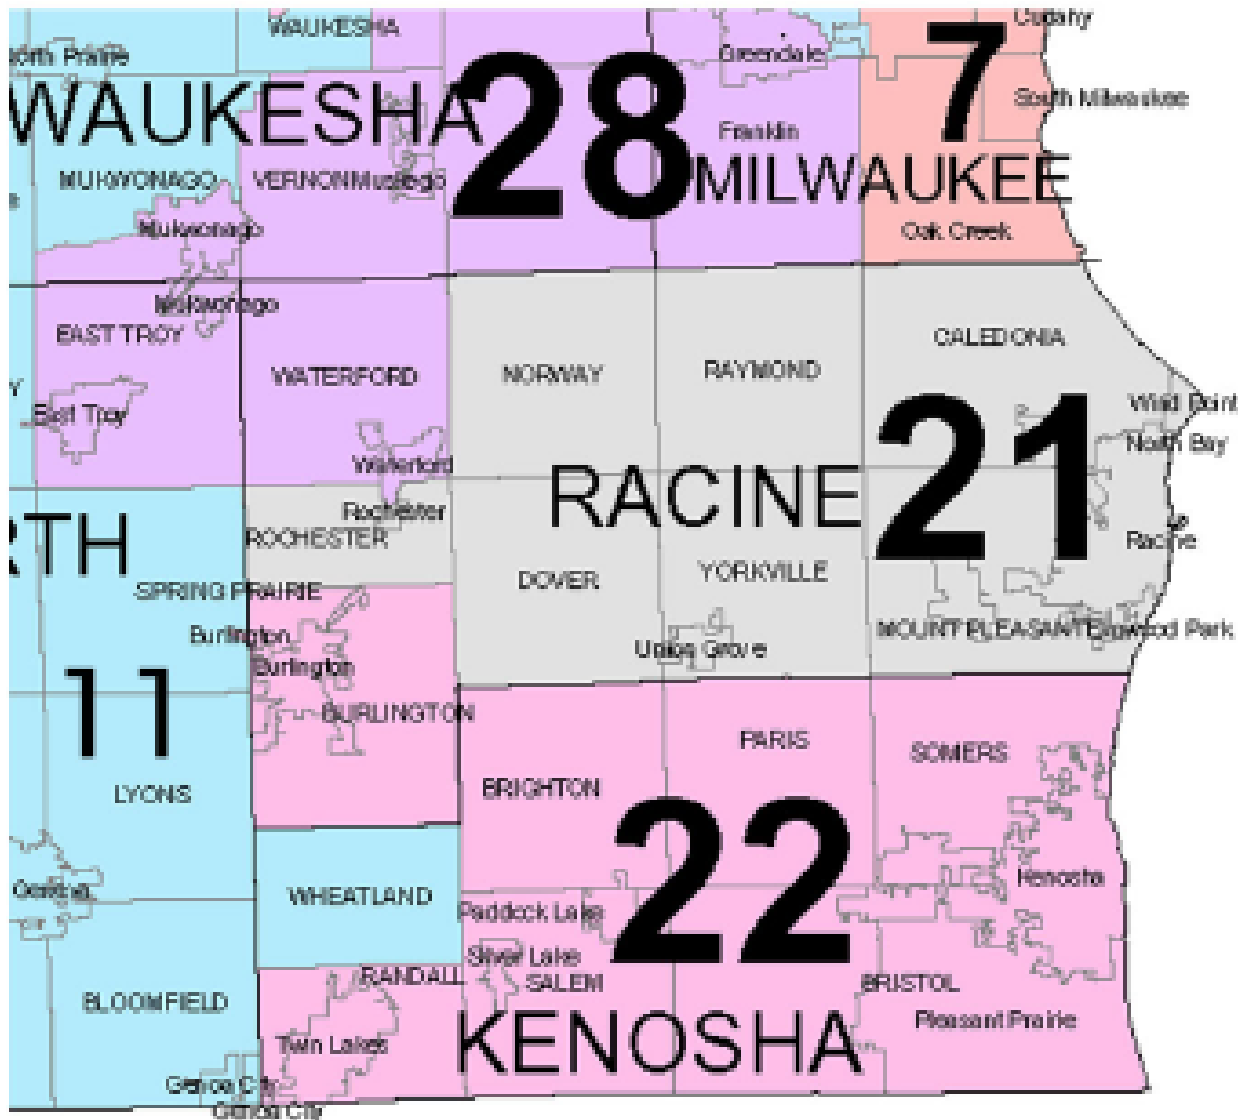 WAUKESHA
Cudahy
North Prairie
Greendale
28
7
South Milwaukee
WAUKESHA
Franklin
MUKWONAGO
VERNON
Muskego
MILWAUKEE
Mukwonago
Oak Creek
Mukwonago
EAST TROY
CALEDONIA
WATERFORD
NORWAY
RAYMOND
East Troy
Wind Point
North Bay
21
Waterford
RACINE
Rochester
RTH
ROCHESTER
Racine
DOVER
YORKVILLE
SPRING PRAIRIE
Burlington
MOUNT PLEASANT
Elmwood Park
Union Grove
Burlington
11
BURLINGTON
PARIS
SOMERS
LYONS
BRIGHTON
22
Kenosha
Geneva
WHEATLAND
Paddock Lake
Silver Lake
RANDALL
SALEM
BRISTOL
BLOOMFIELD
Pleasant Prairie
KENOSHA
Twin Lakes
Genoa City
Genoa City